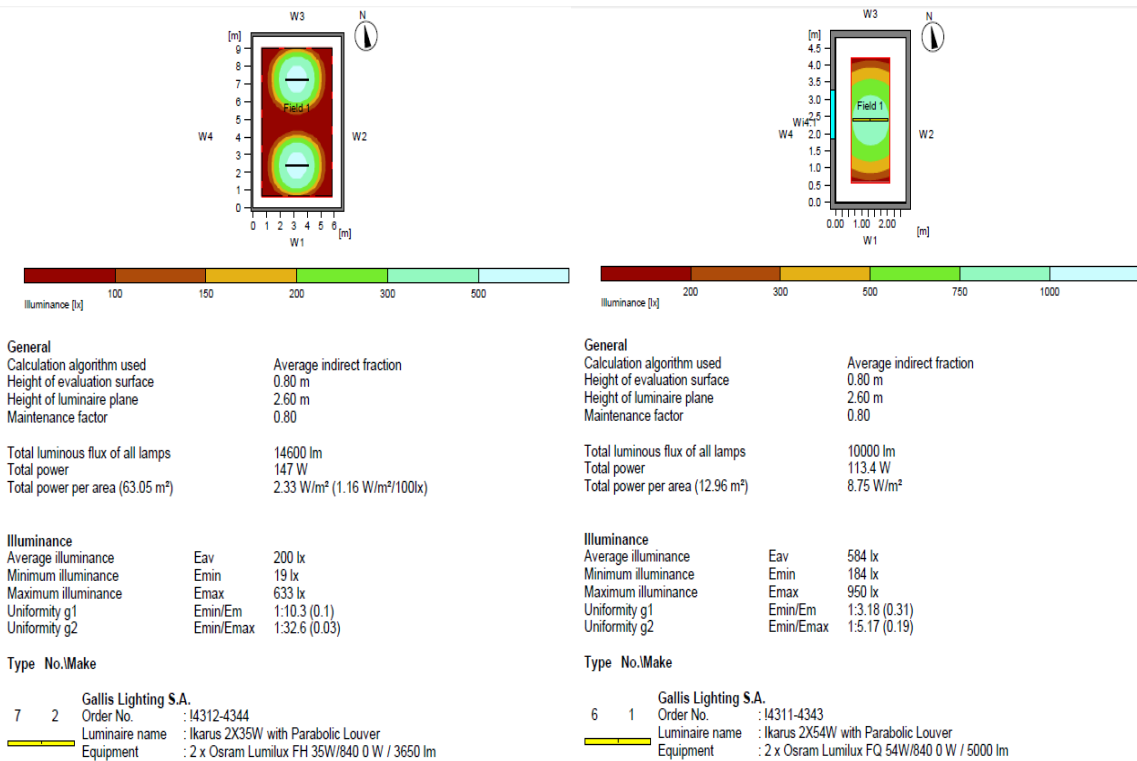 W3
N
[m]
9
8
7
6
5
4
3
2
1
0
Field 1
W4
W2
0 1 2 3 4 5 6 [m]
W1
100 150 200 300 500
Illuminance [lx]
General
Calculation algorithm used Average indirect fraction
Height of evaluation surface 0.80 m
Height of luminaire plane 2.60 m
Maintenance factor 0.80
Total luminous flux of all lamps 14600 lm
Total power 147 W
Total power per area (63.05 m²) 2.33 W/m² (1.16 W/m²/100lx)
Illuminance
Average illuminance Eav 200 lx
Minimum illuminance Emin 19 lx
Maximum illuminance Emax 633 lx
Uniformity g1 Emin/Em 1:10.3 (0.1)
Uniformity g2 Emin/Emax 1:32.6 (0.03)
Type No.\Make
Gallis Lighting S.A.
7 2 Order No. : !4312-4344
Luminaire name : Ikarus 2X35W with Parabolic Louver
Equipment : 2 x Osram Lumilux FH 35W/840 0 W / 3650 lm
W3
N
[m]
4.5
4.0
3.5
3.0
2.5
2.0
1.5
1.0
0.5
0.0
Field 1
Wi4.1
W4
W2
0.00 1.00 2.00 [m]
W1
200 300 500 750 1000
Illuminance [lx]
General
Calculation algorithm used Average indirect fraction
Height of evaluation surface 0.80 m
Height of luminaire plane 2.60 m
Maintenance factor 0.80
Total luminous flux of all lamps 10000 lm
Total power 113.4 W
Total power per area (12.96 m²) 8.75 W/m²
Illuminance
Average illuminance Eav 584 lx
Minimum illuminance Emin 184 lx
Maximum illuminance Emax 950 lx
Uniformity g1 Emin/Em 1:3.18 (0.31)
Uniformity g2 Emin/Emax 1:5.17 (0.19)
Type No.\Make
Gallis Lighting S.A.
6 1 Order No. : !4311-4343
Luminaire name : Ikarus 2X54W with Parabolic Louver
Equipment : 2 x Osram Lumilux FQ 54W/840 0 W / 5000 lm